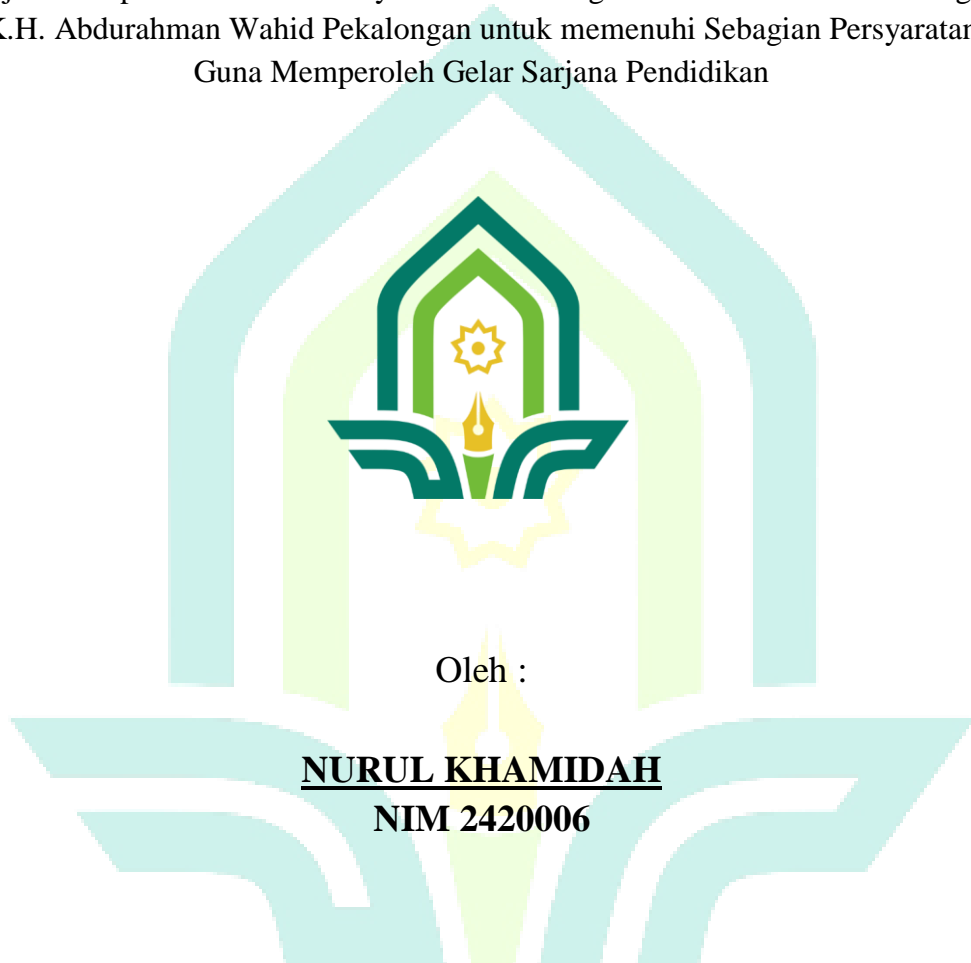 K.H. Abdurahman Wahid Pekalongan untuk memenuhi Sebagian Persyaratan
Guna Memperoleh Gelar Sarjana Pendidikan
Oleh :
NURUL KHAMIDAH
NIM 2420006